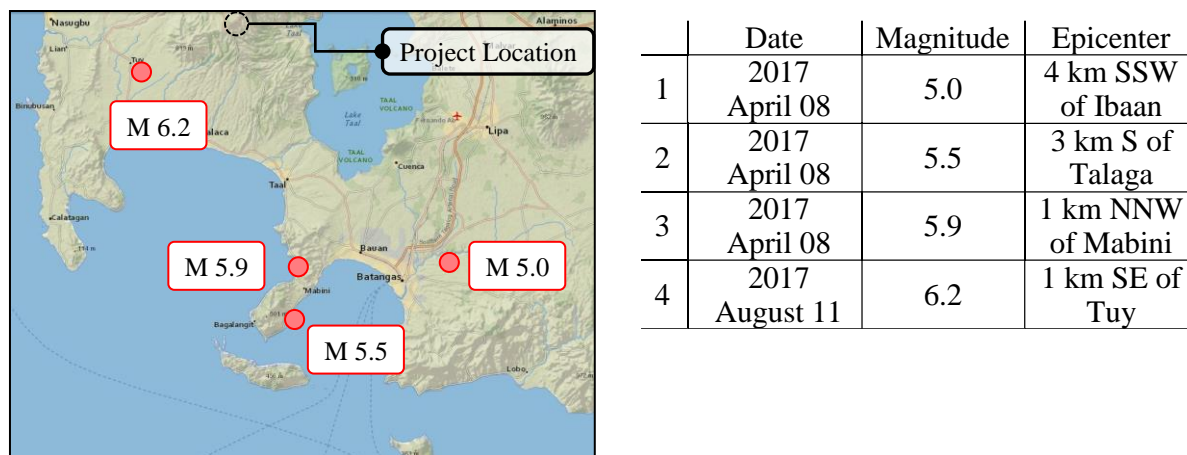 Nasugbu
Alaminos
Project Location
Lian
Tuy
Binubusan
M 6.2
alaca
Lake
Taal
TAAL
VOLCANO
TAAL
VOLCANO
Lipa
Cuenca
Taal
Calatagan
M 5.9
Bauan
M 5.0
Batangas
Mabini
Bagalangit
M 5.5
Lobo
Date Magnitude Epicenter
1 2017 April 08 5.0 4 km SSW of Ibaan
2 2017 April 08 5.5 3 km S of Talaga
3 2017 April 08 5.9 1 km NNW of Mabini
4 2017 August 11 6.2 1 km SE of Tuy